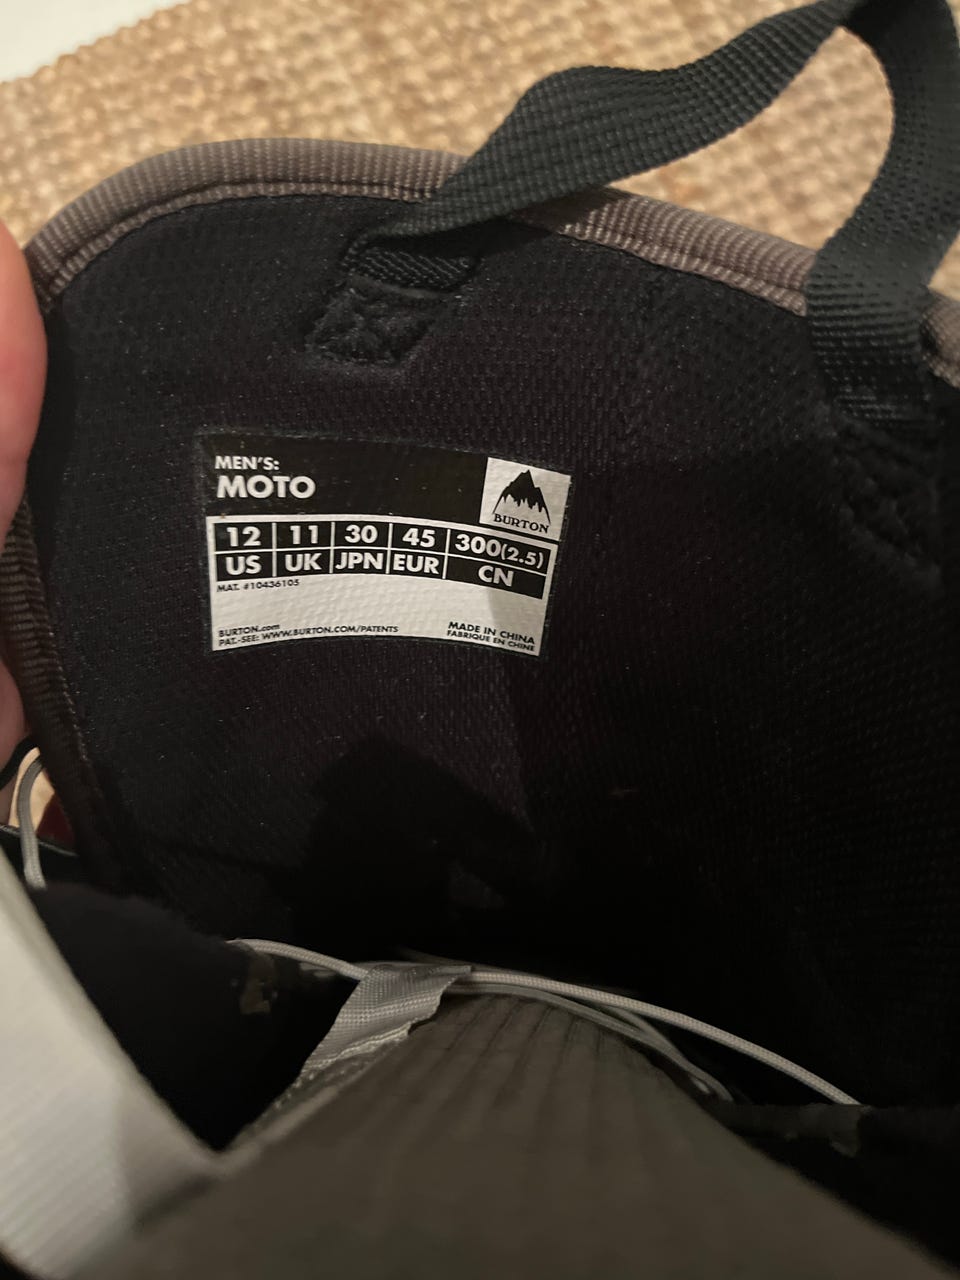 MEN'S:
MOTO
BURTON
12 11 30 45 300(2.5)
US UK JPN EUR CN
MAT. #10436105
BURTON.com
PAT.-SEE: WWW.BURTON.COM/PATENTS
MADE IN CHINA
FABRIQUE EN CHINE